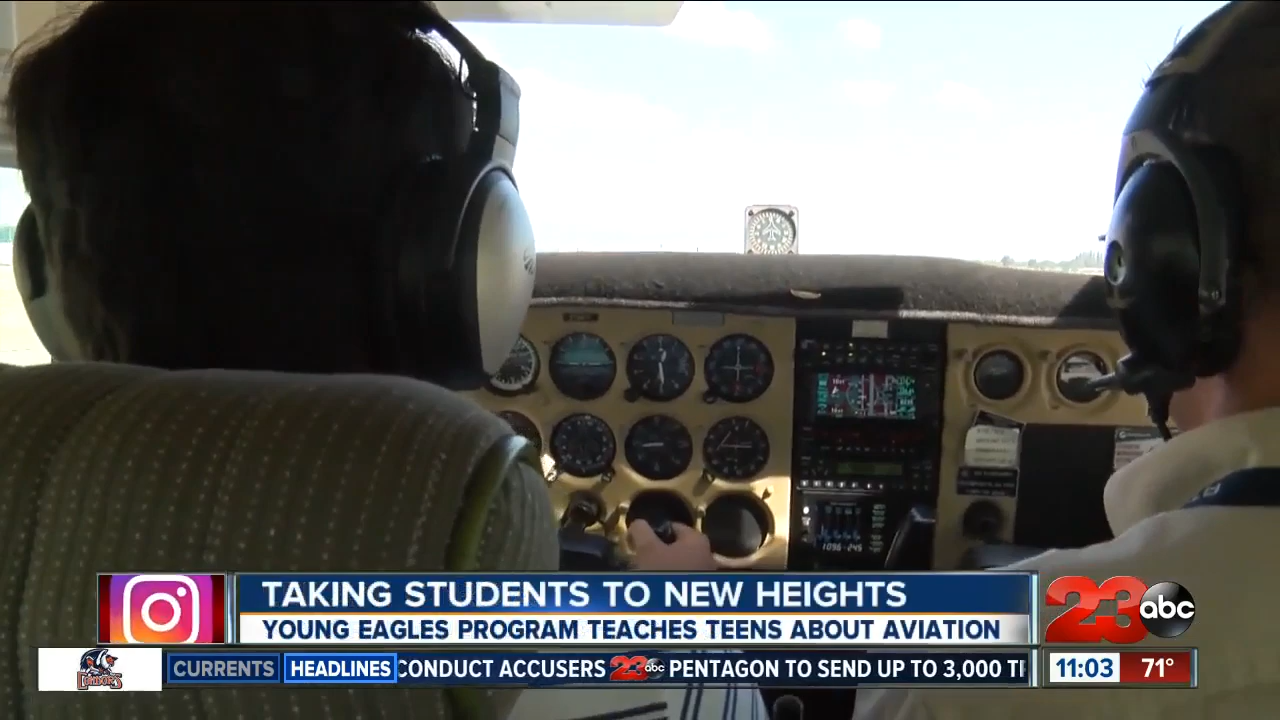 TAKING STUDENTS TO NEW HEIGHTS
YOUNG EAGLES PROGRAM TEACHES TEENS ABOUT AVIATION
23 abc
CONDORS
CURRENTS HEADLINES CONDUCT ACCUSERS 23 abc PENTAGON TO SEND UP TO 3,000
11:03 71°